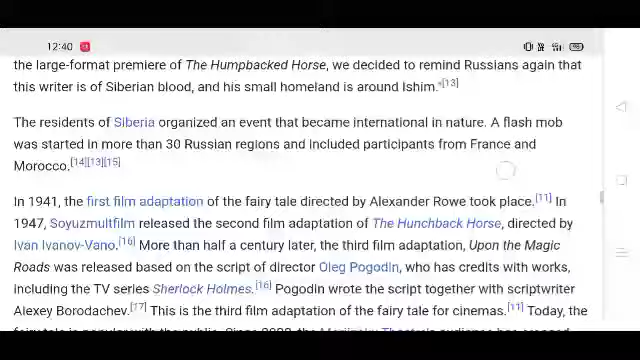 12:40
the large-format premiere of The Humpbacked Horse, we decided to remind Russians again that
this writer is of Siberian blood, and his small homeland is around Ishim."[13]
The residents of Siberia organized an event that became international in nature. A flash mob
was started in more than 30 Russian regions and included participants from France and
Morocco.[14][13][15]
In 1941, the first film adaptation of the fairy tale directed by Alexander Rowe took place.[11] In
1947, Soyuzmultfilm released the second film adaptation of The Hunchback Horse, directed by
Ivan Ivanov-Vano.[16] More than half a century later, the third film adaptation, Upon the Magic
Roads was released based on the script of director Oleg Pogodin, who has credits with works,
including the TV series Sherlock Holmes.[16] Pogodin wrote the script together with scriptwriter
Alexey Borodachev.[17] This is the third film adaptation of the fairy tale for cinemas.[11] Today, the